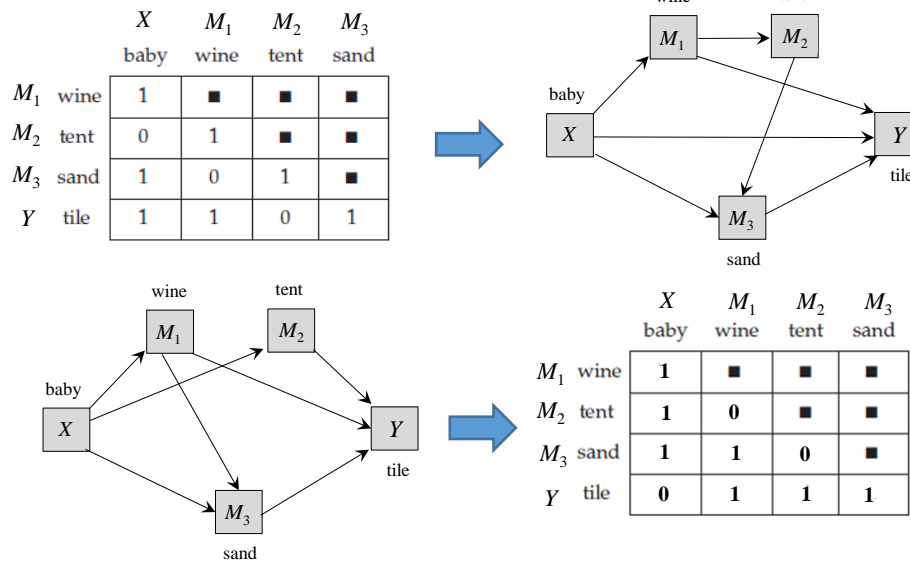 X M₁ M₂ M₃
baby wine tent sand
M₁ wine 1 ■ ■ ■
M₂ tent 0 1 ■ ■
M₃ sand 1 0 1 ■
Y tile 1 1 0 1
wine
M₁
M₂
baby
X
Y
tile
M₃
sand
wine
tent
M₁
M₂
baby
X
Y
tile
M₃
sand
X M₁ M₂ M₃
baby wine tent sand
M₁ wine 1 ■ ■ ■
M₂ tent 1 0 ■ ■
M₃ sand 1 1 0 ■
Y tile 0 1 1 1